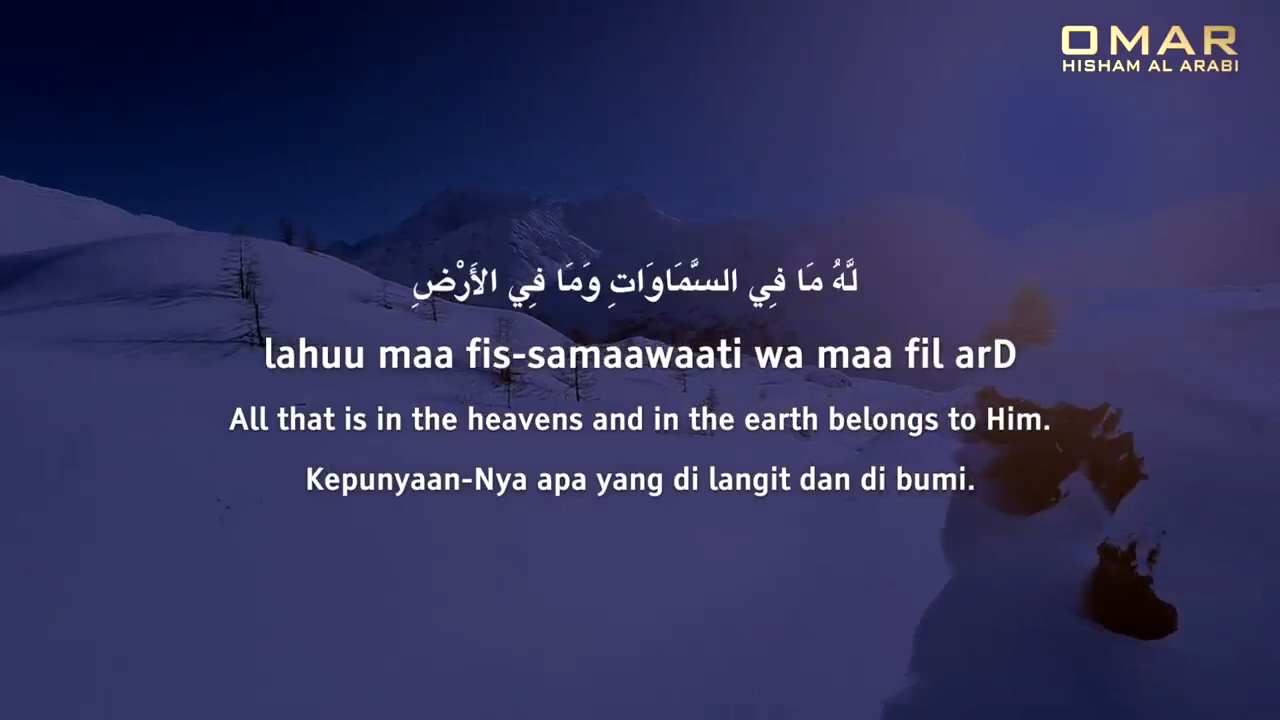 OMAR
HISHAM AL ARABI
لَّهُ مَا فِي السَّمَاوَاتِ وَمَا فِي الأَرْضِ
lahuu maa fis-samaawaati wa maa fil arD
All that is in the heavens and in the earth belongs to Him.
Kepunyaan-Nya apa yang di langit dan di bumi.